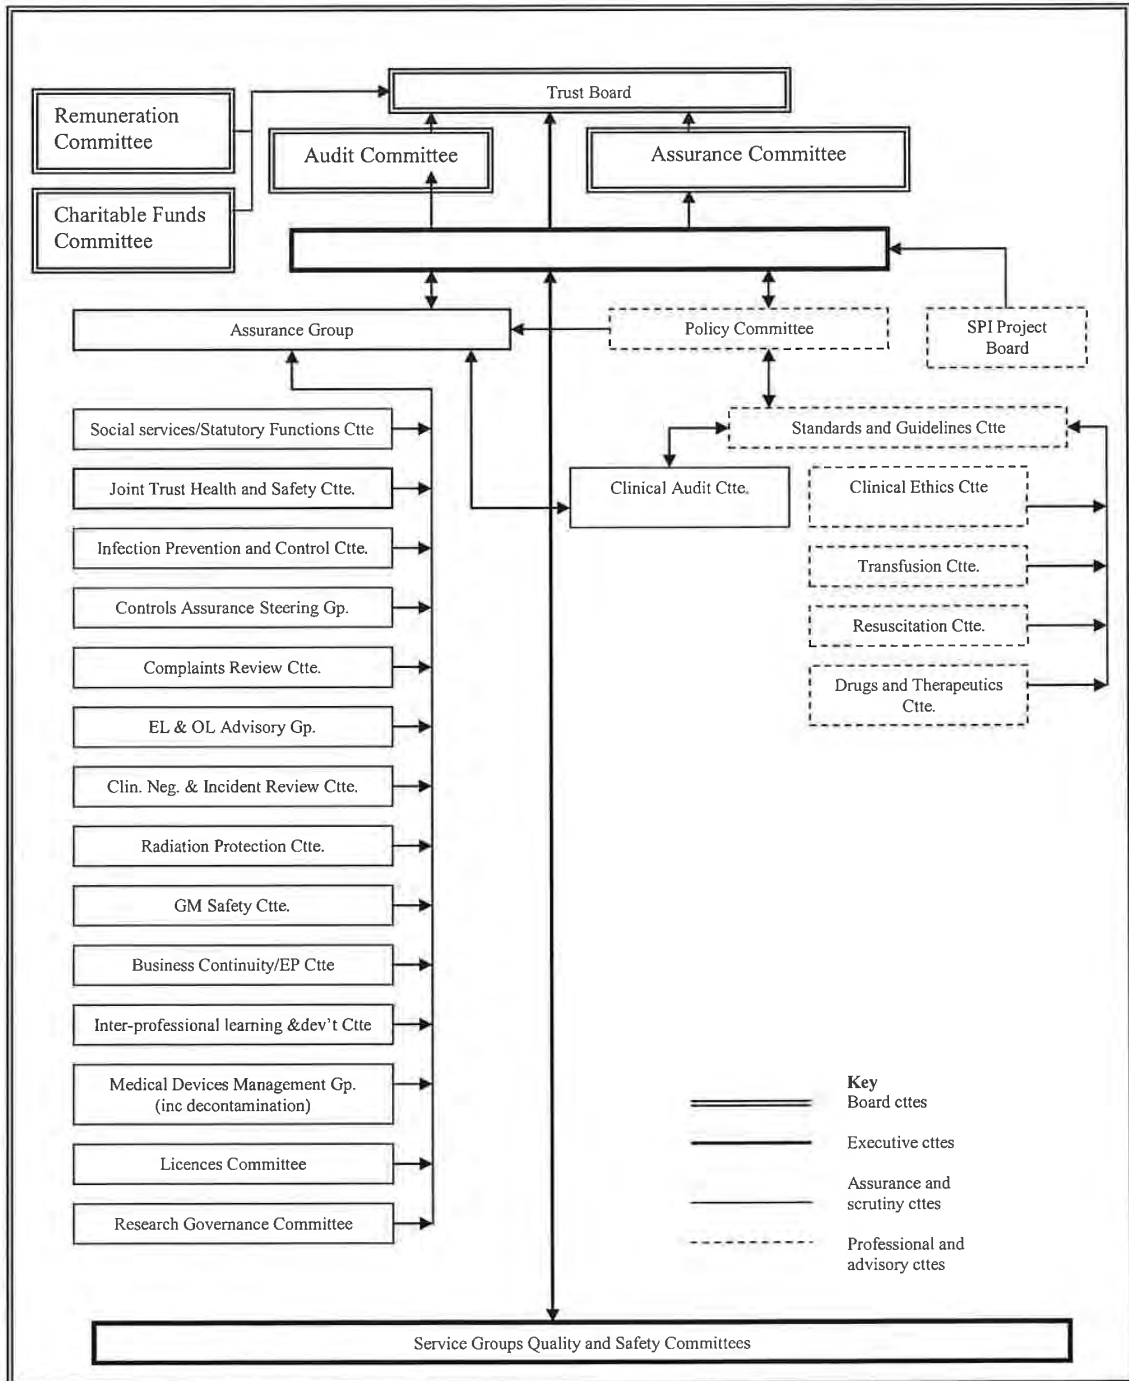 Trust Board
Remuneration
Committee
Audit Committee
Assurance Committee
Charitable Funds
Committee
Assurance Group
Policy Committee
SPI Project
Board
Social services/Statutory Functions Ctte
Standards and Guidelines Ctte
Joint Trust Health and Safety Ctte.
Clinical Audit Ctte.
Clinical Ethics Ctte
Infection Prevention and Control Ctte.
Transfusion Ctte.
Controls Assurance Steering Gp.
Resuscitation Ctte.
Complaints Review Ctte.
Drugs and Therapeutics
Ctte.
EL & OL Advisory Gp.
Clin. Neg. & Incident Review Ctte.
Radiation Protection Ctte.
GM Safety Ctte.
Business Continuity/EP Ctte
Inter-professional learning &dev't Ctte
Medical Devices Management Gp.
(inc decontamination)
Licences Committee
Research Governance Committee
Key
Board cttes
Executive cttes
Assurance and
scrutiny cttes
Professional and
advisory cttes
Service Groups Quality and Safety Committees